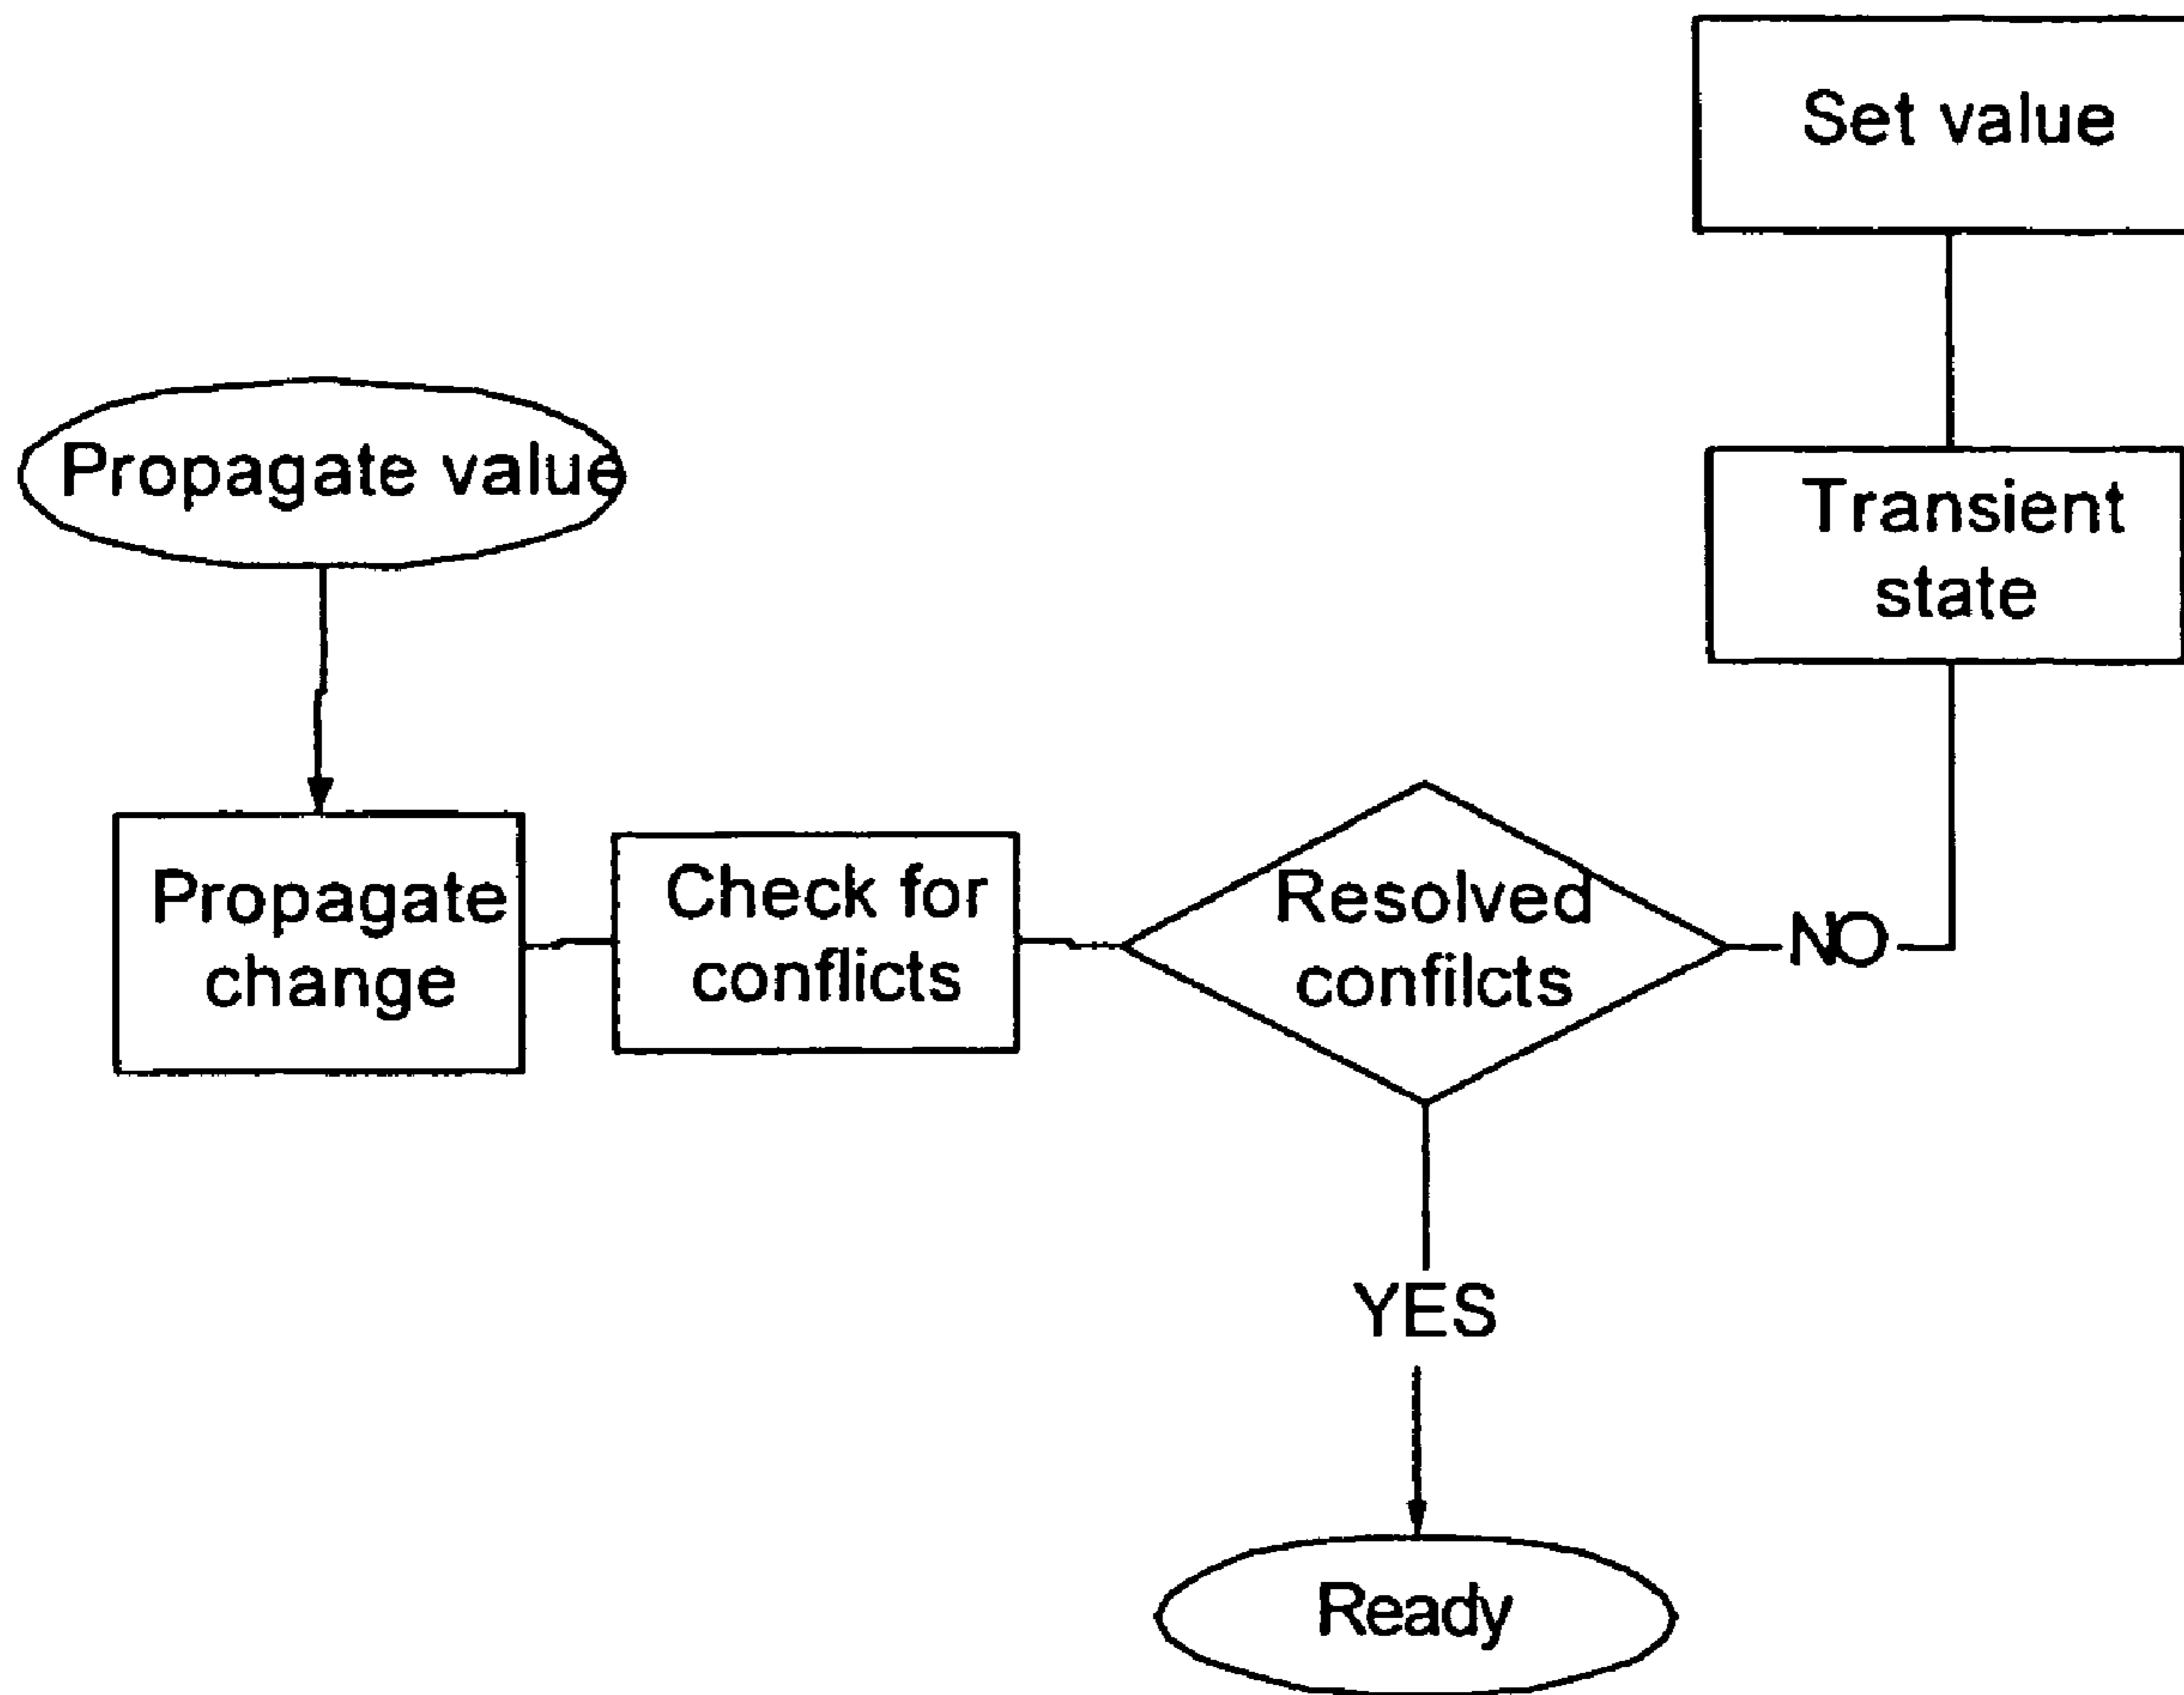 Set value
Propagate value
Transient
state
Propagate
change
Check for
conflicts
Resolved
confilcts
NO
YES
Ready